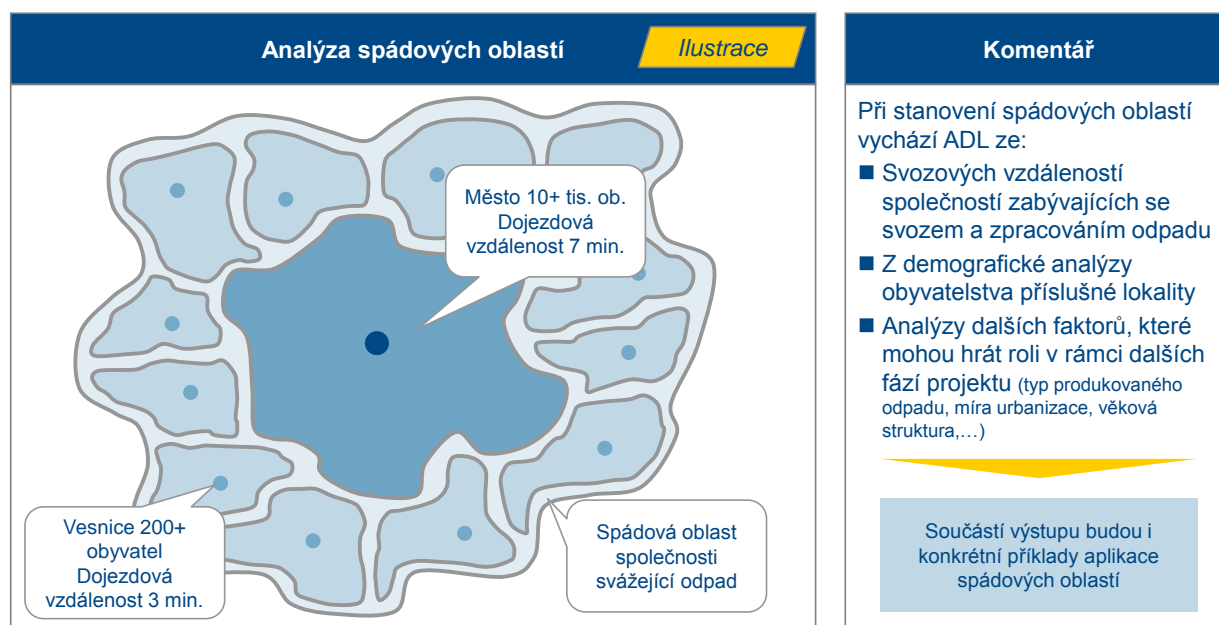 Analýza spádových oblastí
Ilustrace
Město 10+ tis. ob.
Dojezdová
vzdálenost 7 min.
Vesnice 200+
obyvatel
Dojezdová
vzdálenost 3 min.
Spádová oblast
společnosti
svážející odpad
Komentář
Při stanovení spádových oblastí
vychází ADL ze:
■ Svozových vzdáleností
společností zabývajících se
svozem a zpracováním odpadu
■ Z demografické analýzy
obyvatelstva příslušné lokality
■ Analýzy dalších faktorů, které
mohou hrát roli v rámci dalších
fází projektu (typ produkovaného
odpadu, míra urbanizace, věková
struktura,…)
Součástí výstupu budou i
konkrétní příklady aplikace
spádových oblastí